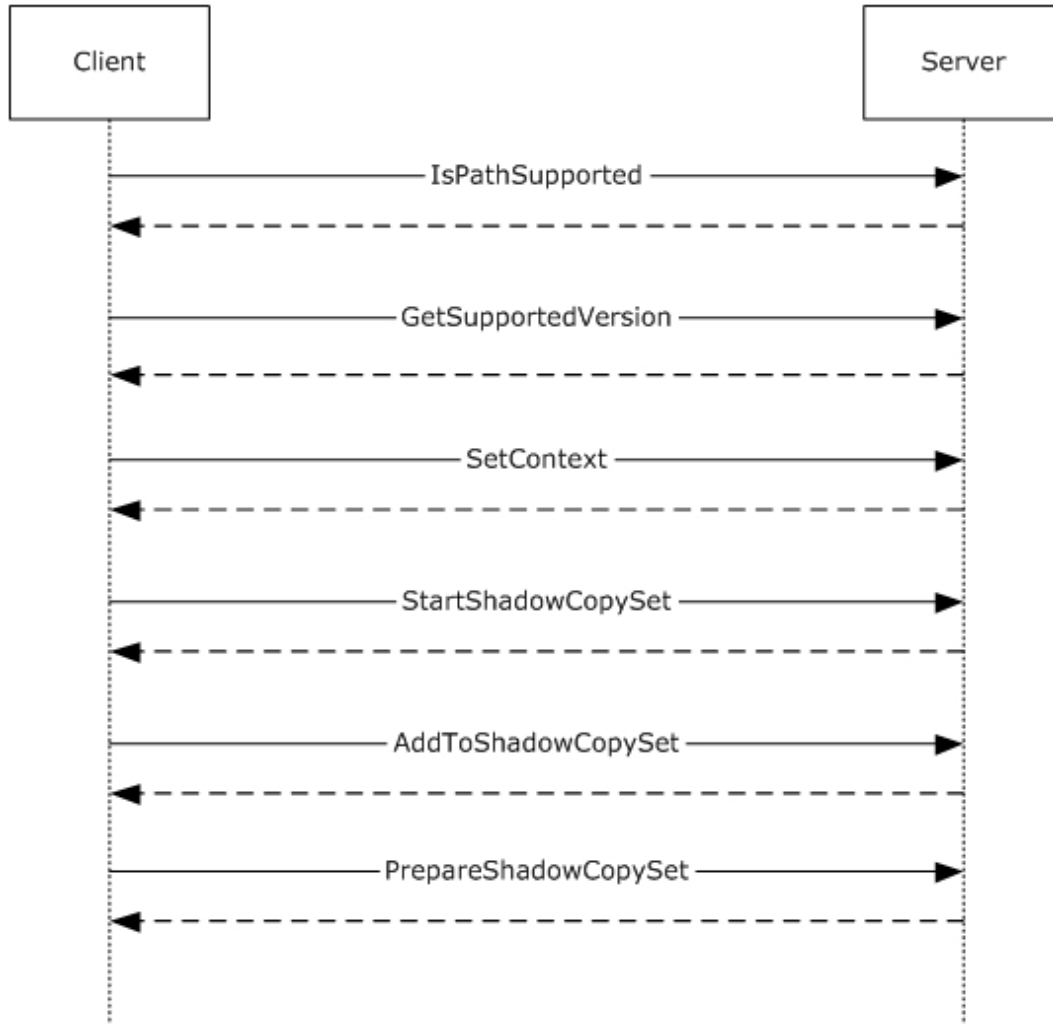 Client
Server
IsPathSupported
GetSupportedVersion
SetContext
StartShadowCopySet
AddToShadowCopySet
PrepareShadowCopySet